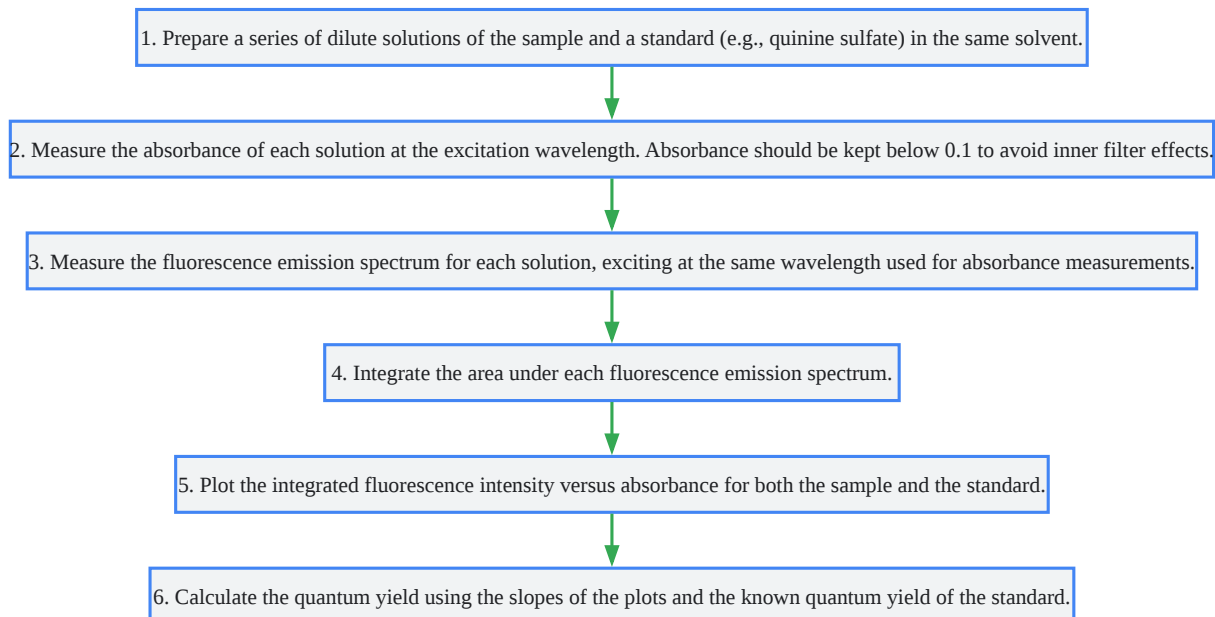 1. Prepare a series of dilute solutions of the sample and a standard (e.g., quinine sulfate) in the same solvent.
2. Measure the absorbance of each solution at the excitation wavelength. Absorbance should be kept below 0.1 to avoid inner filter effects.
3. Measure the fluorescence emission spectrum for each solution, exciting at the same wavelength used for absorbance measurements.
4. Integrate the area under each fluorescence emission spectrum.
5. Plot the integrated fluorescence intensity versus absorbance for both the sample and the standard.
6. Calculate the quantum yield using the slopes of the plots and the known quantum yield of the standard.